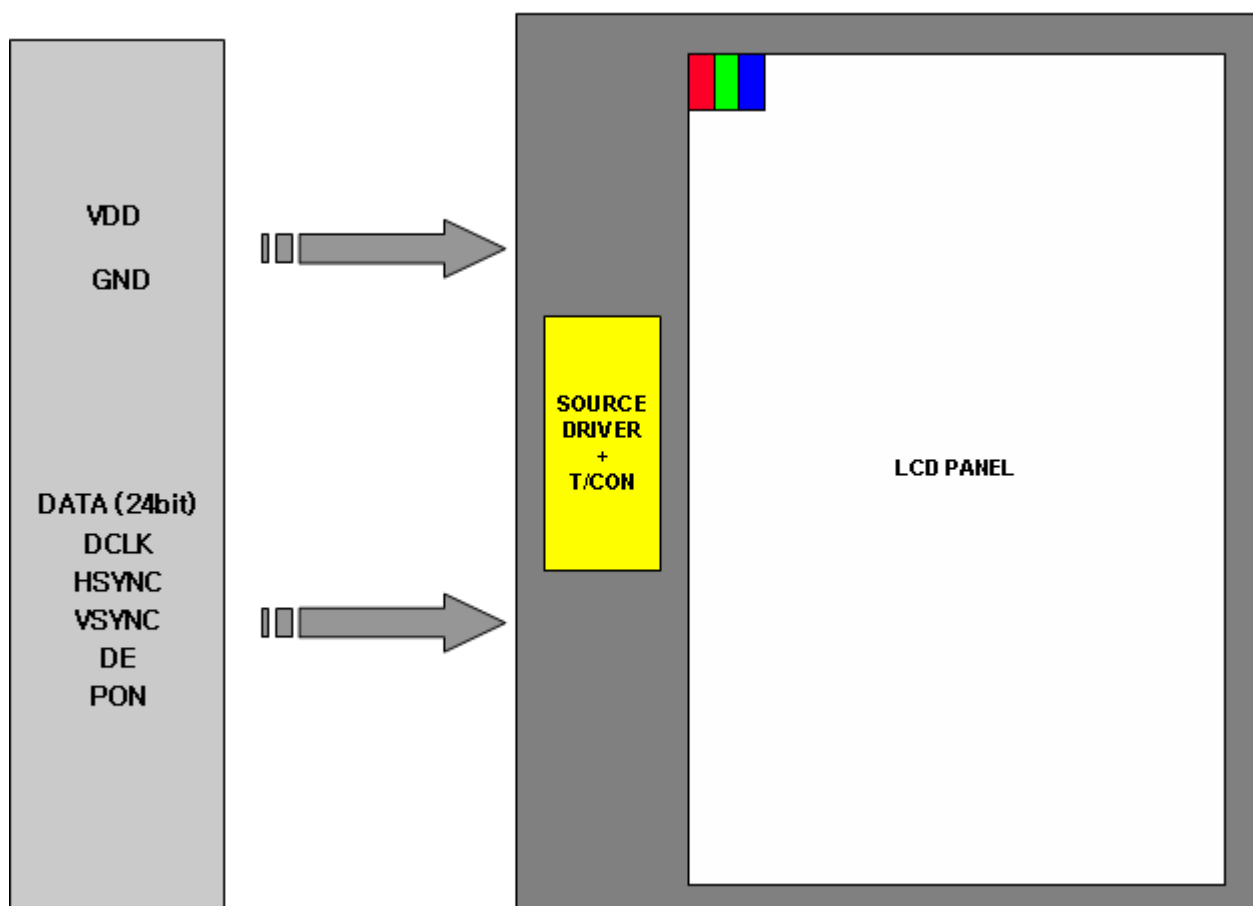 VDD
GND
DATA (24bit)
DCLK
HSYNC
VSYNC
DE
PON
SOURCE
DRIVER
+
T/CON
LCD PANEL